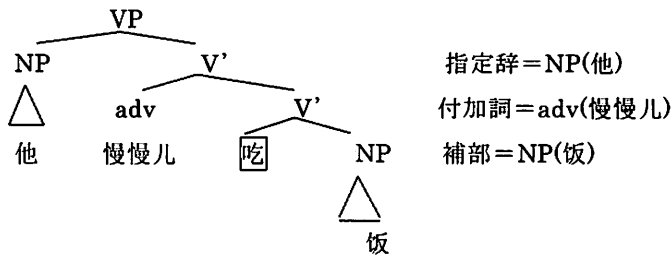 VP
NP V' 指定辞＝NP(他)
adv V' 付加詞＝adv(慢慢儿)
他 慢慢儿 吃 NP 補部＝NP(饭)
饭